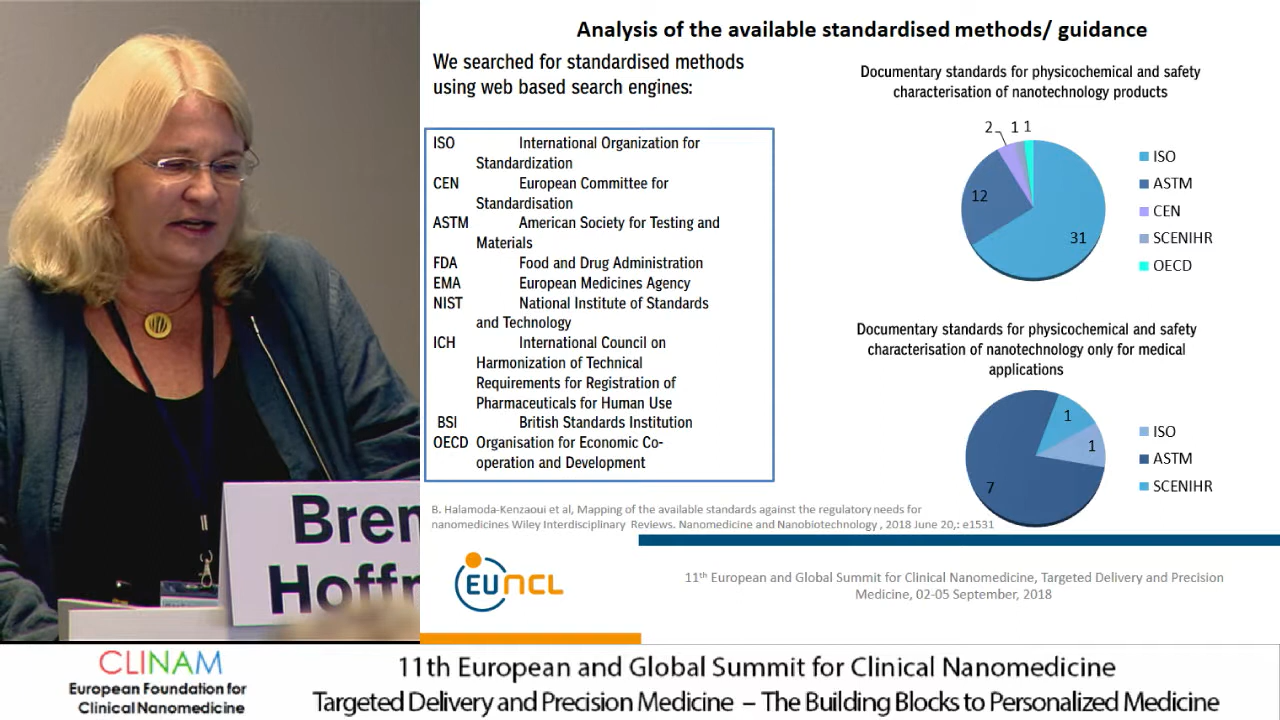 Analysis of the available standardised methods/ guidance
We searched for standardised methods
using web based search engines:
ISO International Organization for
Standardization
CEN European Committee for
Standardisation
ASTM American Society for Testing and
Materials
FDA Food and Drug Administration
EMA European Medicines Agency
NIST National Institute of Standards
and Technology
ICH International Council on
Harmonization of Technical
Requirements for Registration of
Pharmaceuticals for Human Use
BSI British Standards Institution
OECD Organisation for Economic Co-
operation and Development
Documentary standards for physicochemical and safety
characterisation of nanotechnology products
2 1 1
12
31
ISO
ASTM
CEN
SCENIHR
OECD
Documentary standards for physicochemical and safety
characterisation of nanotechnology only for medical
applications
1
1
7
ISO
ASTM
SCENIHR
B. Halamoda-Kenzaoui et al, Mapping of the available standards against the regulatory needs for
nanomedicines Wiley Interdisciplinary Reviews. Nanomedicine and Nanobiotechnology , 2018 June 20,: e1531
EUNCL
11th European and Global Summit for Clinical Nanomedicine, Targeted Delivery and Precision
Medicine, 02-05 September, 2018
Bren
Hoff
CLINAM
European Foundation for
Clinical Nanomedicine
11th European and Global Summit for Clinical Nanomedicine
Targeted Delivery and Precision Medicine – The Building Blocks to Personalized Medicine